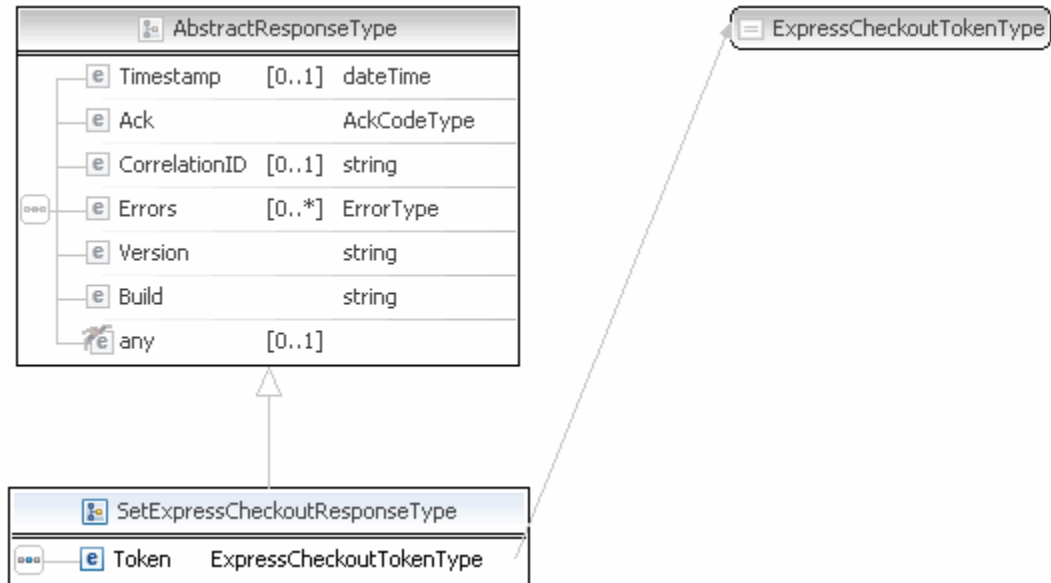 AbstractResponseType
ExpressCheckoutTokenType
e Timestamp [0..1] dateTime
e Ack AckCodeType
e CorrelationID [0..1] string
e Errors [0..*] ErrorType
e Version string
e Build string
e any [0..1]
SetExpressCheckoutResponseType
e Token ExpressCheckoutTokenType